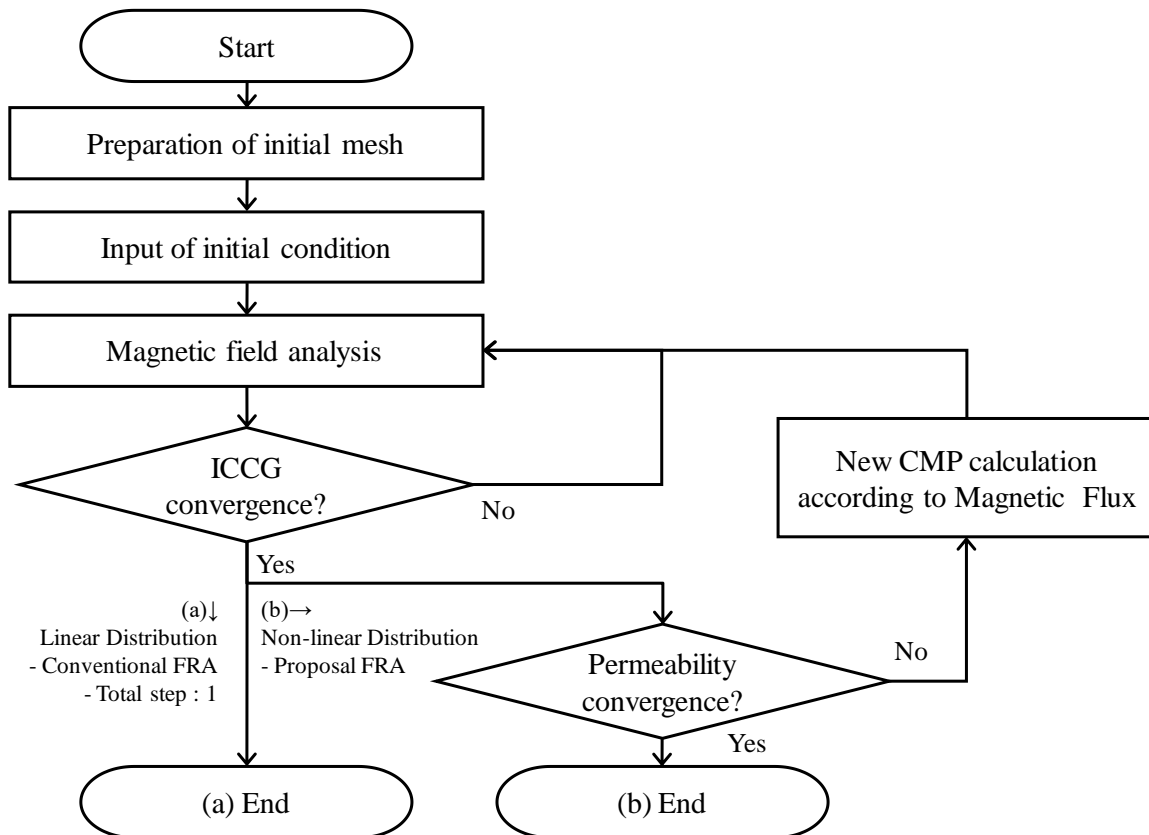 Start
Preparation of initial mesh
Input of initial condition
Magnetic field analysis
ICCG
convergence?
No
New CMP calculation
according to Magnetic Flux
Yes
(a)↓
Linear Distribution
- Conventional FRA
- Total step : 1
(b)→
Non-linear Distribution
- Proposal FRA
Permeability
convergence?
No
Yes
(a) End
(b) End